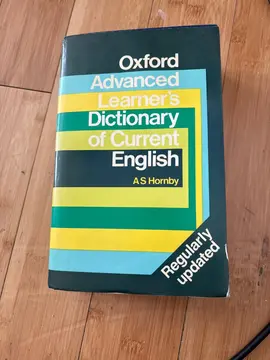 Oxford
Advanced
Learner's
Dictionary
of Current
English
A S Hornby
Regularly
updated